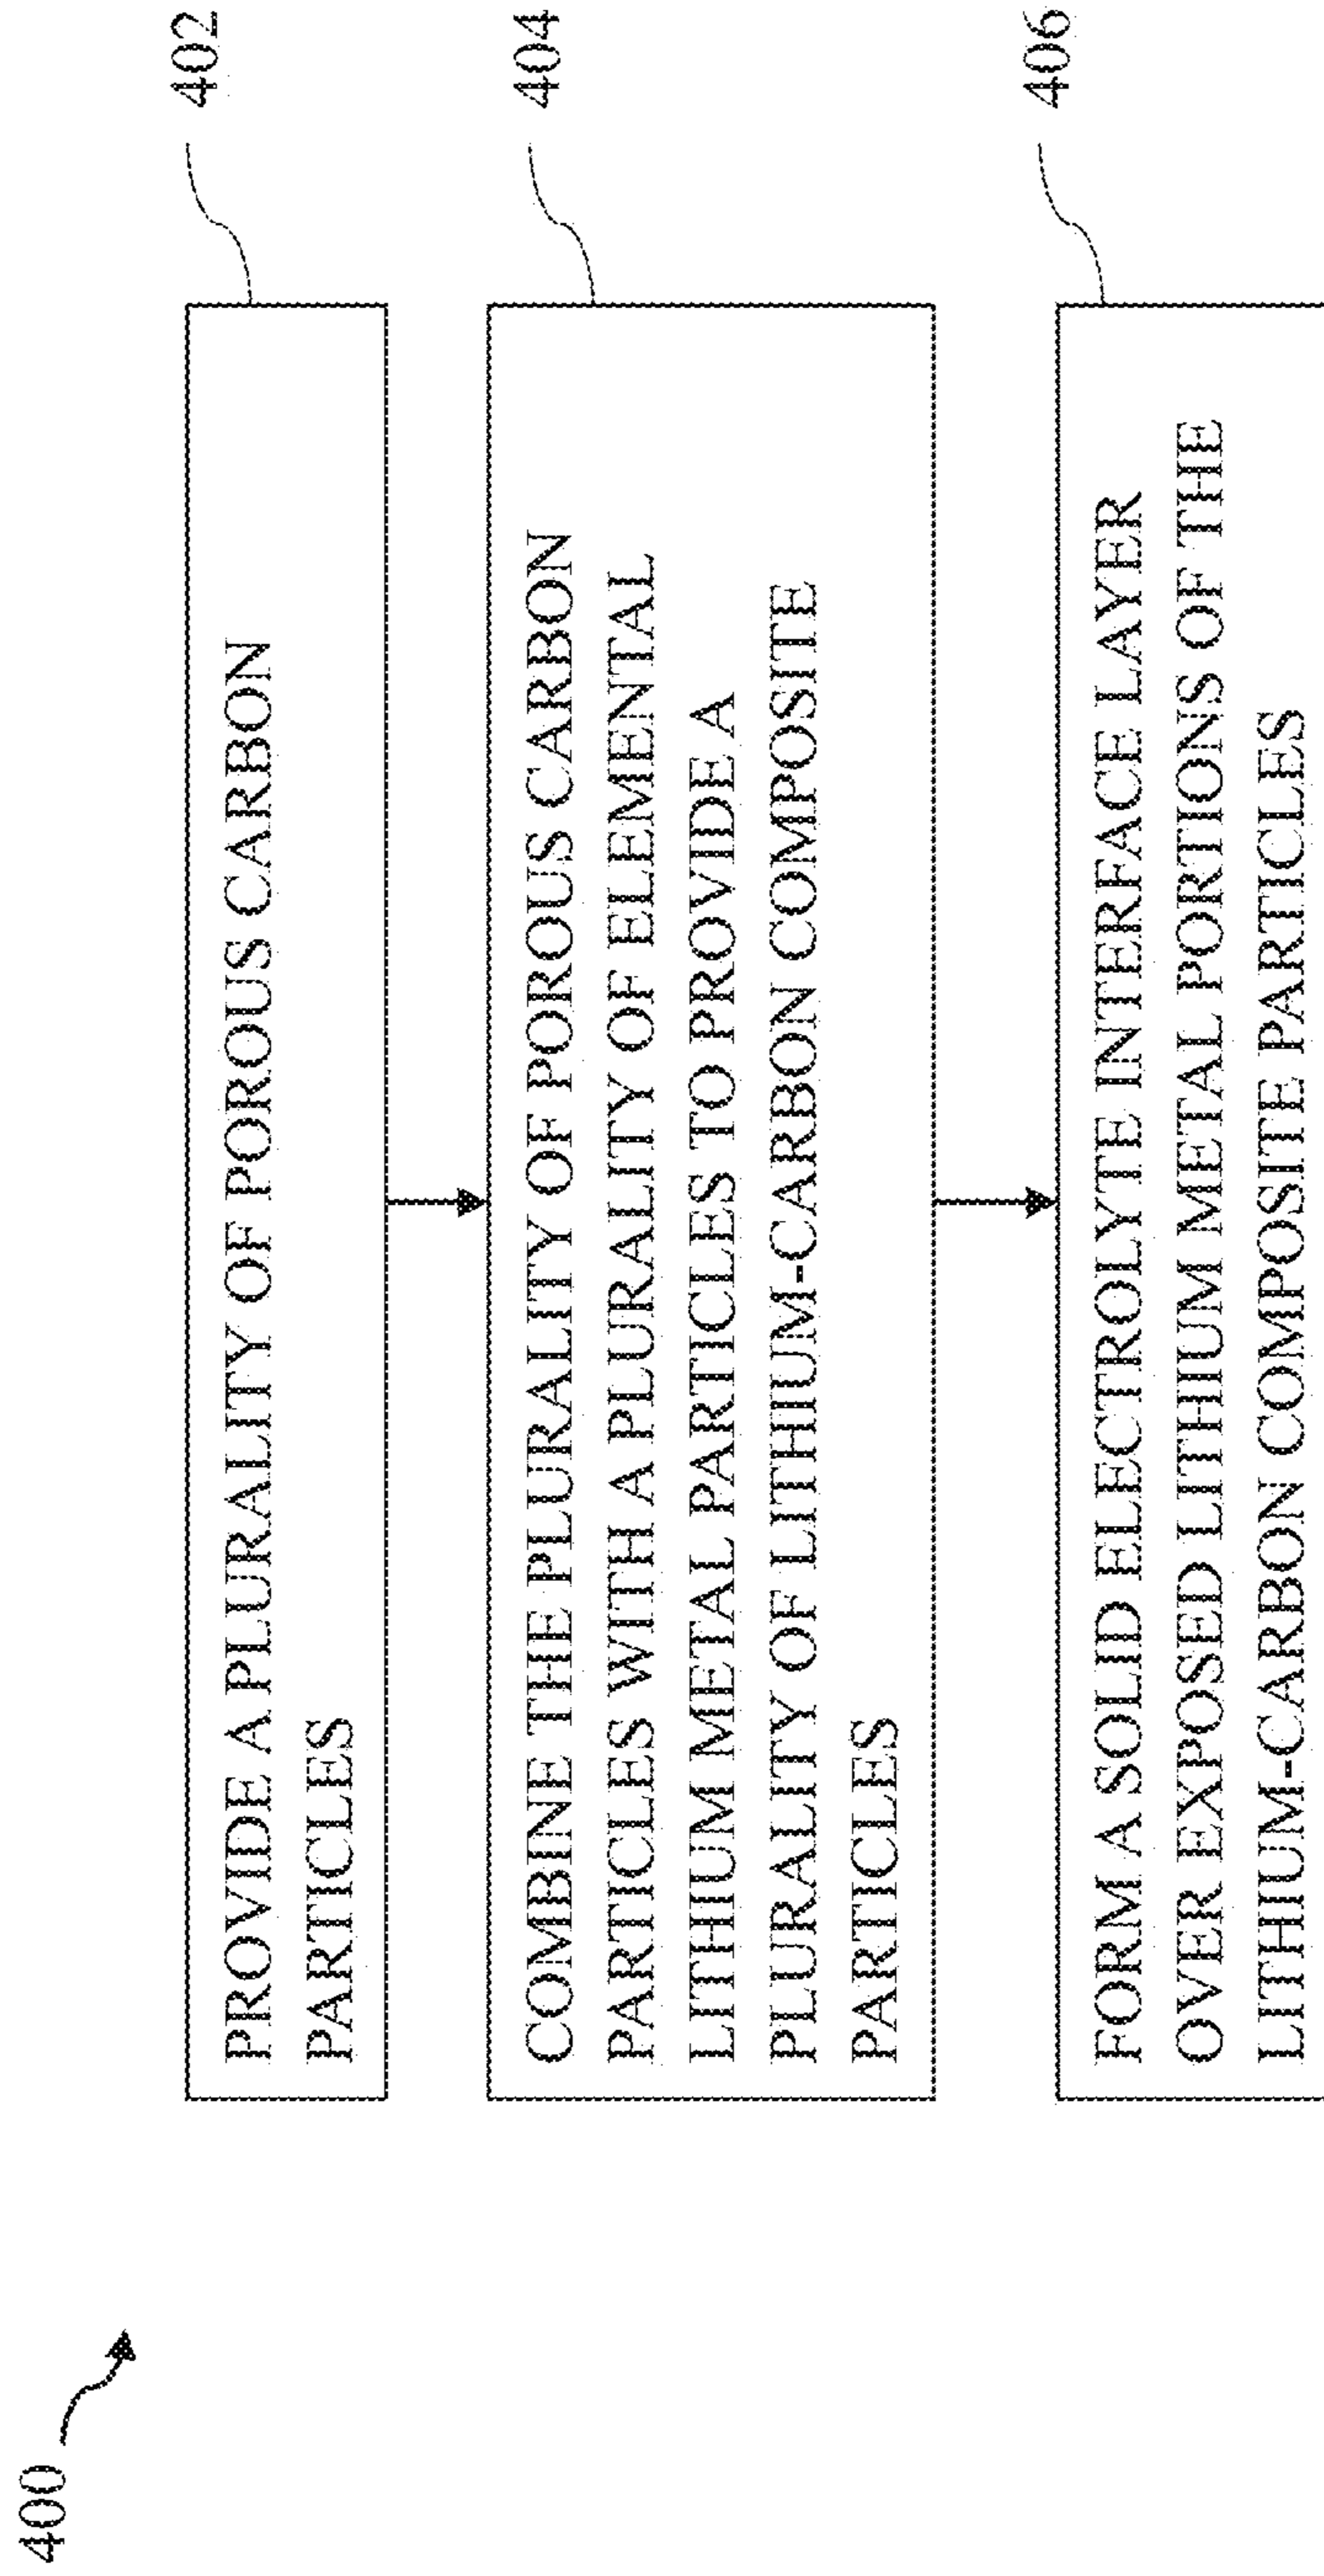 400
402
PROVIDE A PLURALITY OF POROUS CARBON
PARTICLES
404
COMBINE THE PLURALITY OF POROUS CARBON
PARTICLES WITH A PLURALITY OF ELEMENTAL
LITHIUM METAL PARTICLES TO PROVIDE A
PLURALITY OF LITHIUM-CARBON COMPOSITE
PARTICLES
406
FORM A SOLID ELECTROLYTE INTERFACE LAYER
OVER EXPOSED LITHIUM METAL PORTIONS OF THE
LITHIUM-CARBON COMPOSITE PARTICLES